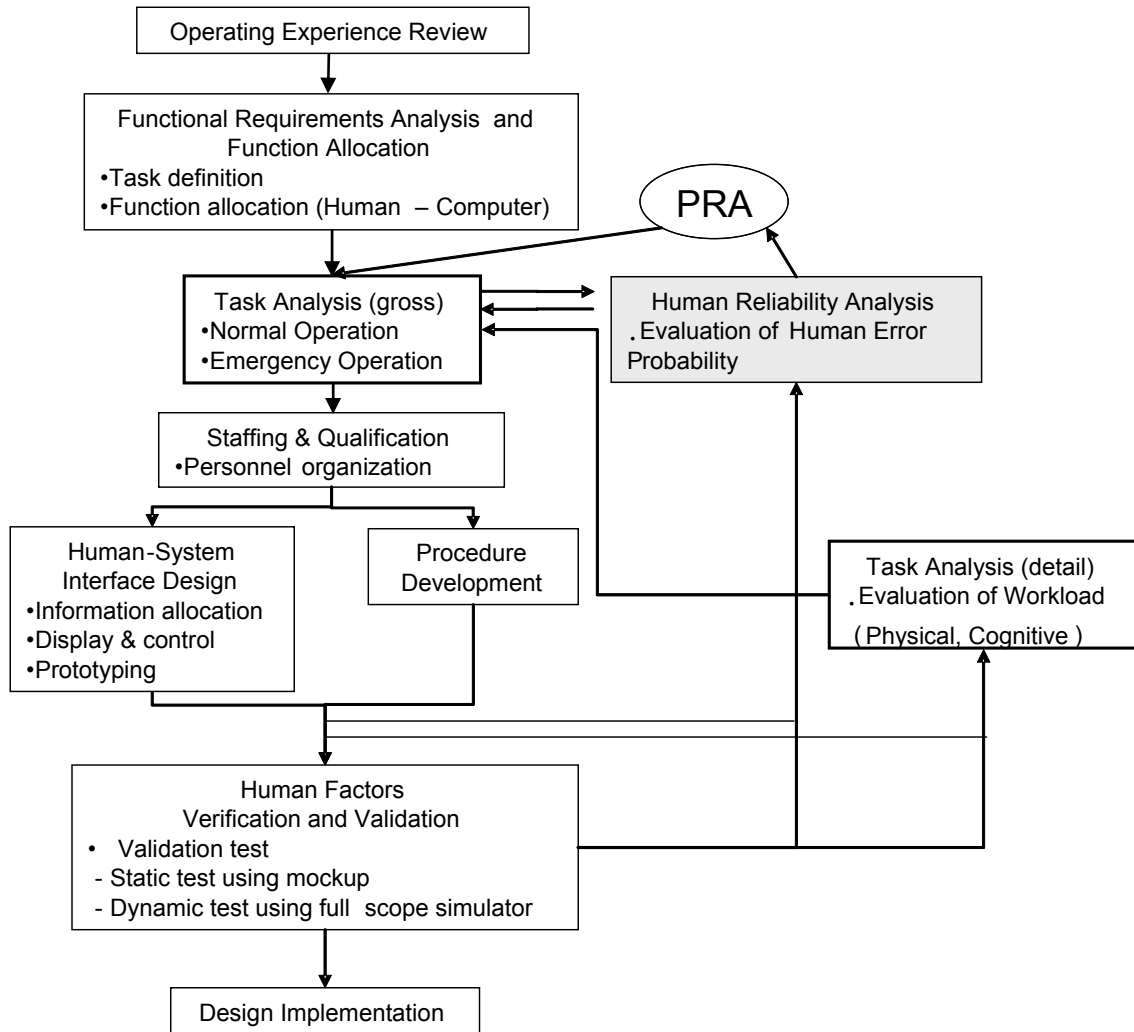 Operating Experience Review
Functional Requirements Analysis and
Function Allocation
•Task definition
•Function allocation (Human – Computer)
PRA
Task Analysis (gross)
•Normal Operation
•Emergency Operation
Human Reliability Analysis
.Evaluation of Human Error
Probability
Staffing & Qualification
•Personnel organization
Human-System
Interface Design
•Information allocation
•Display & control
•Prototyping
Procedure
Development
Task Analysis (detail)
.Evaluation of Workload
(Physical, Cognitive)
Human Factors
Verification and Validation
• Validation test
- Static test using mockup
- Dynamic test using full scope simulator
Design Implementation